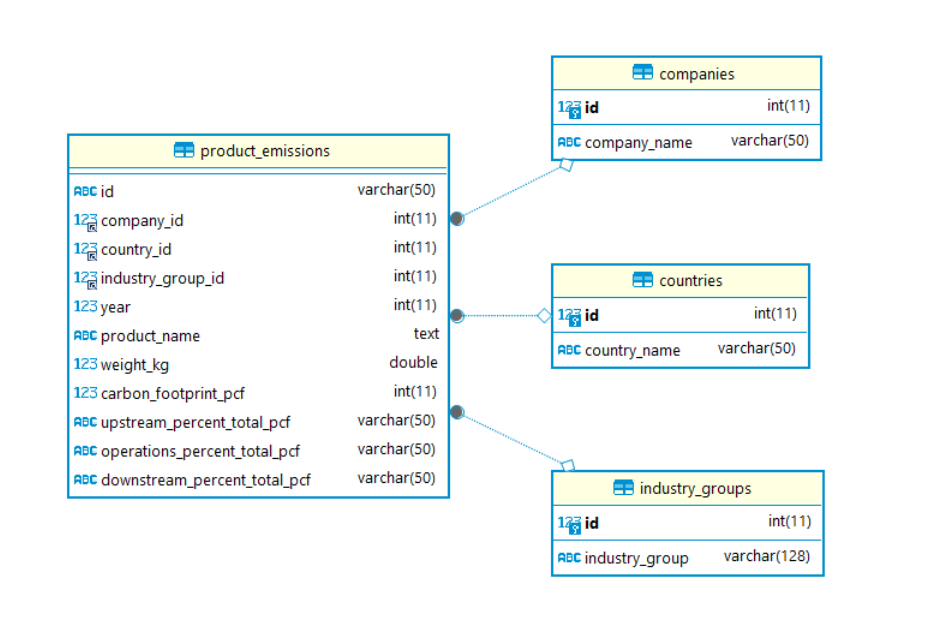 product_emissions
ABC id varchar(50)
123 company_id int(11)
123 country_id int(11)
123 industry_group_id int(11)
123 year int(11)
ABC product_name text
123 weight_kg double
123 carbon_footprint_pcf int(11)
ABC upstream_percent_total_pcf varchar(50)
ABC operations_percent_total_pcf varchar(50)
ABC downstream_percent_total_pcf varchar(50)
companies
123 id int(11)
ABC company_name varchar(50)
countries
123 id int(11)
ABC country_name varchar(50)
industry_groups
123 id int(11)
ABC industry_group varchar(128)